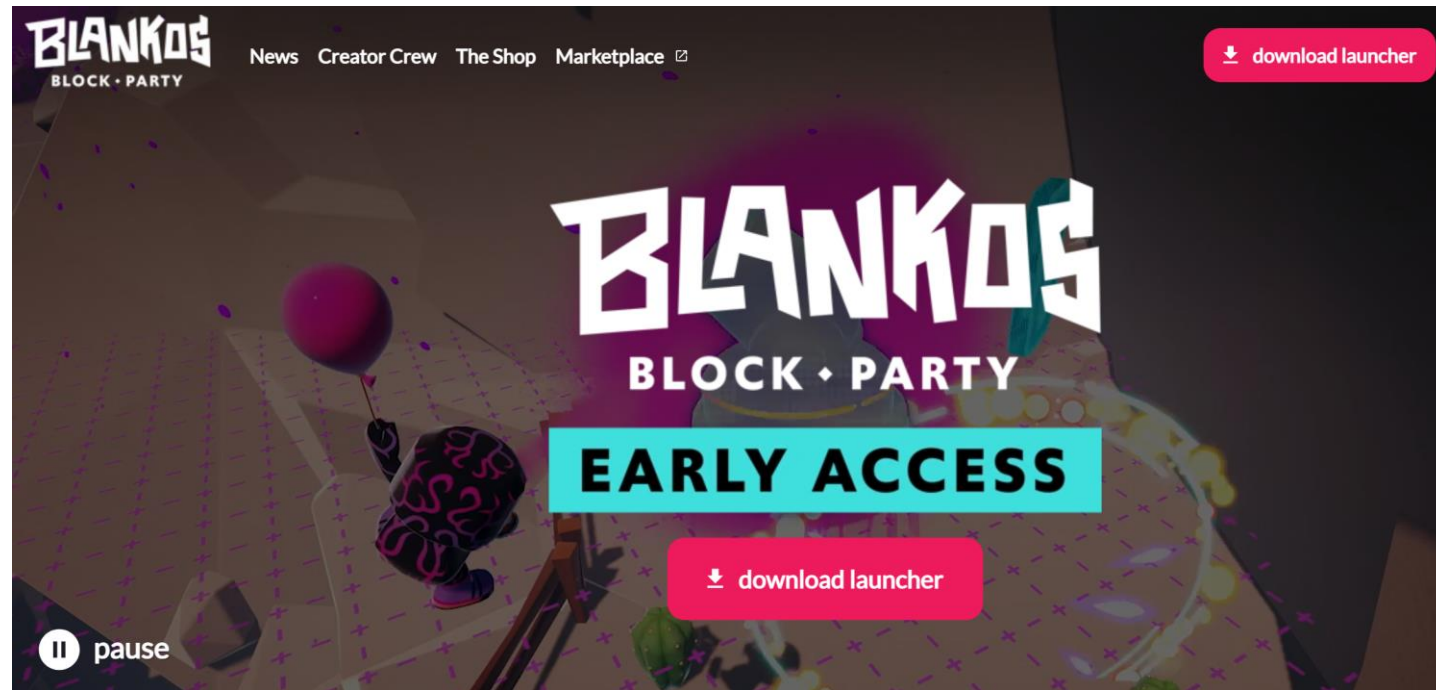 BLANKOS
BLOCK • PARTY
News Creator Crew The Shop Marketplace
download launcher
BLANKOS
BLOCK • PARTY
EARLY ACCESS
download launcher
pause